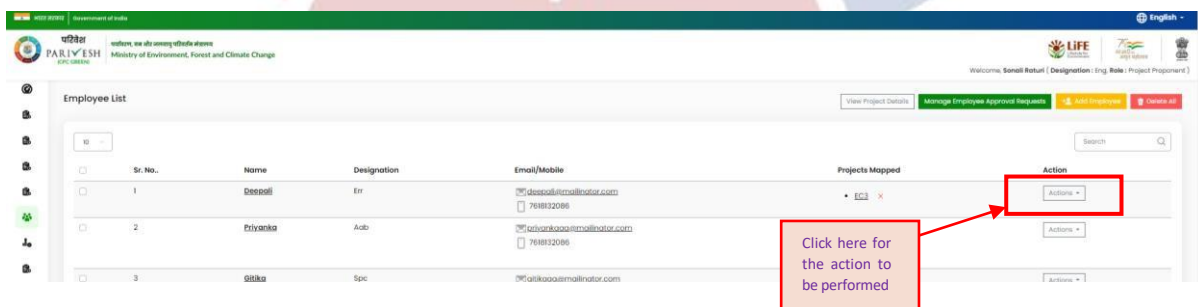 भारत सरकार Government of India
English
परिवेश
PARIVESH
(CPC GREEN)
पर्यावरण, वन और जलवायु परिवर्तन मंत्रालय
Ministry of Environment, Forest and Climate Change
LiFE
Welcome, Sonali Raturi ( Designation : Eng, Role : Project Proponent )
Employee List
View Project Details
Manage Employee Approval Requests
Add Employee
Delete All
10
Search
Sr. No.. Name Designation Email/Mobile Projects Mapped Action
1 Deepali Err deepali@mailinator.com EC3 × Actions
7618132086
2 Priyanka Aab priyankaaa@mailinator.com Actions
7618132086
Click here for
the action to
be performed
3 Gitika Spc gitikaaa@mailinator.com Actions